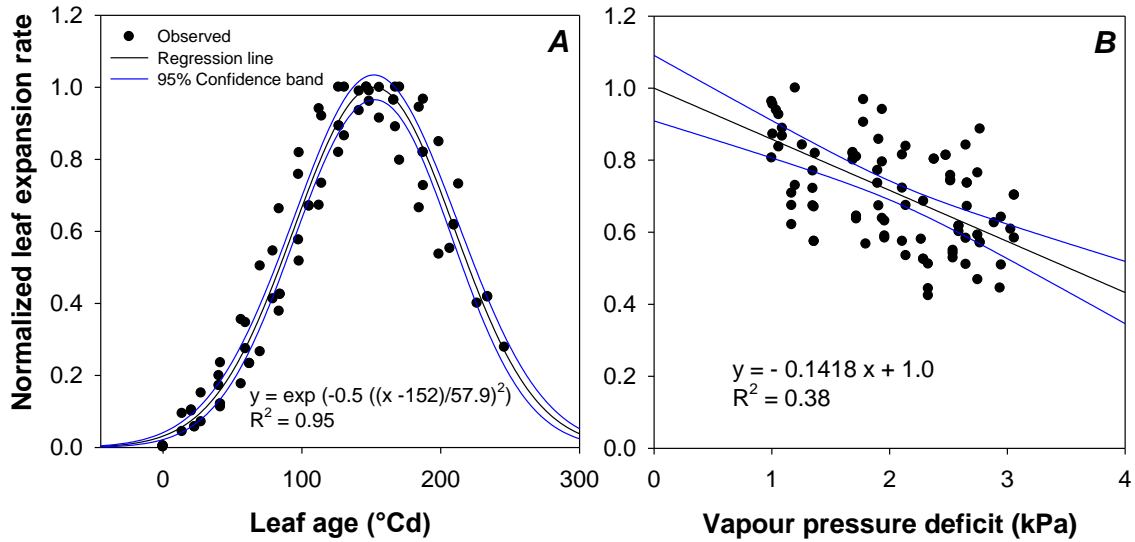 Normalized leaf expansion rate
1.2
1.0
0.8
0.6
0.4
0.2
0.0
A
Observed
Regression line
95% Confidence band
y = exp (-0.5 ((x -152)/57.9)²)
R² = 0.95
0
100
200
300
Leaf age (°Cd)
1.2
1.0
0.8
0.6
0.4
0.2
0.0
B
y = - 0.1418 x + 1.0
R² = 0.38
0
1
2
3
4
Vapour pressure deficit (kPa)